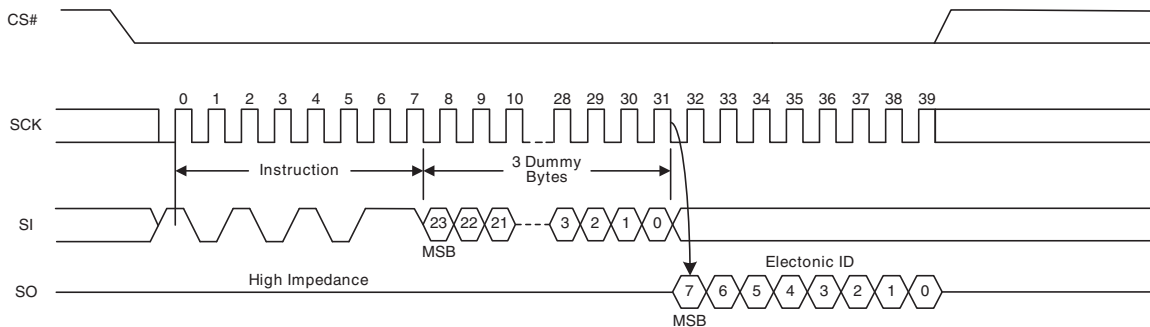 CS#
0 1 2 3 4 5 6 7 8 9 10 28 29 30 31 32 33 34 35 36 37 38 39
SCK
Instruction
3 Dummy
Bytes
SI
23 22 21 3 2 1 0
MSB
High Impedance
Electonic ID
SO
7 6 5 4 3 2 1 0
MSB